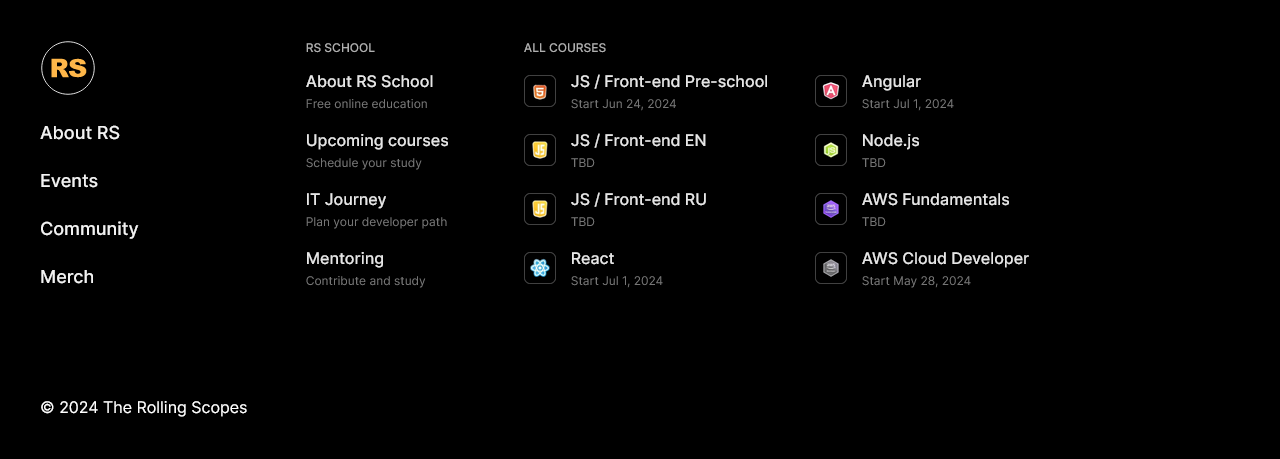 RS
About RS
Events
Community
Merch
RS SCHOOL
About RS School
Free online education
Upcoming courses
Schedule your study
IT Journey
Plan your developer path
Mentoring
Contribute and study
ALL COURSES
JS / Front-end Pre-school
Start Jun 24, 2024
JS / Front-end EN
TBD
JS / Front-end RU
TBD
React
Start Jul 1, 2024
Angular
Start Jul 1, 2024
Node.js
TBD
AWS Fundamentals
TBD
AWS Cloud Developer
Start May 28, 2024
© 2024 The Rolling Scopes